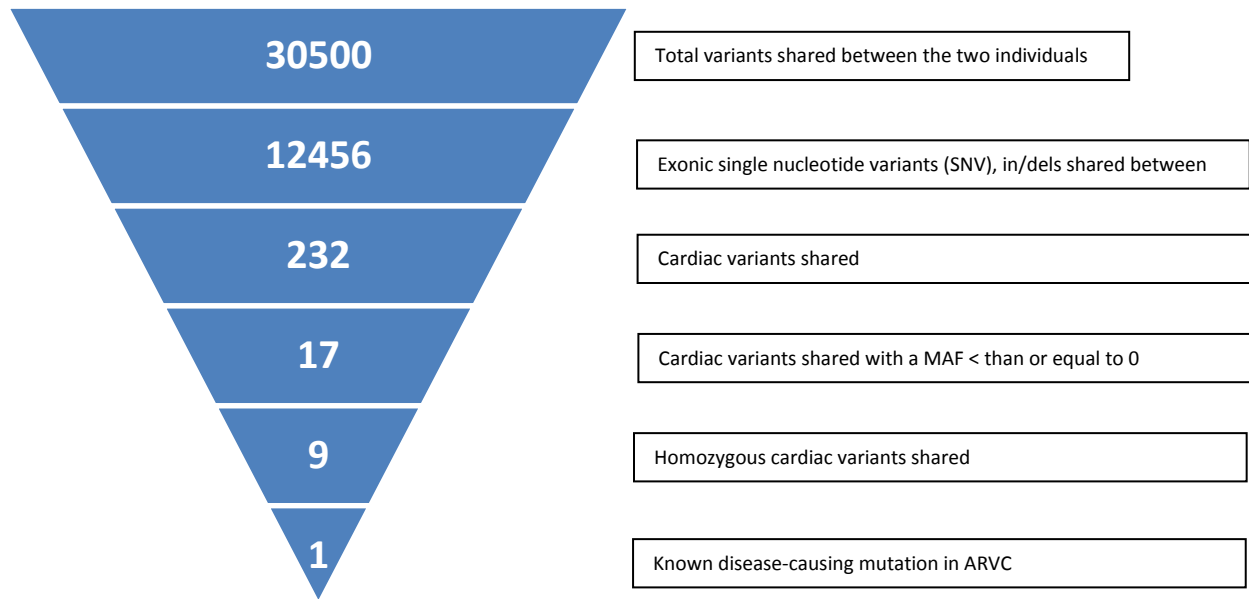 30500
Total variants shared between the two individuals
12456
Exonic single nucleotide variants (SNV), in/dels shared between
232
Cardiac variants shared
17
Cardiac variants shared with a MAF < than or equal to 0
9
Homozygous cardiac variants shared
1
Known disease-causing mutation in ARVC